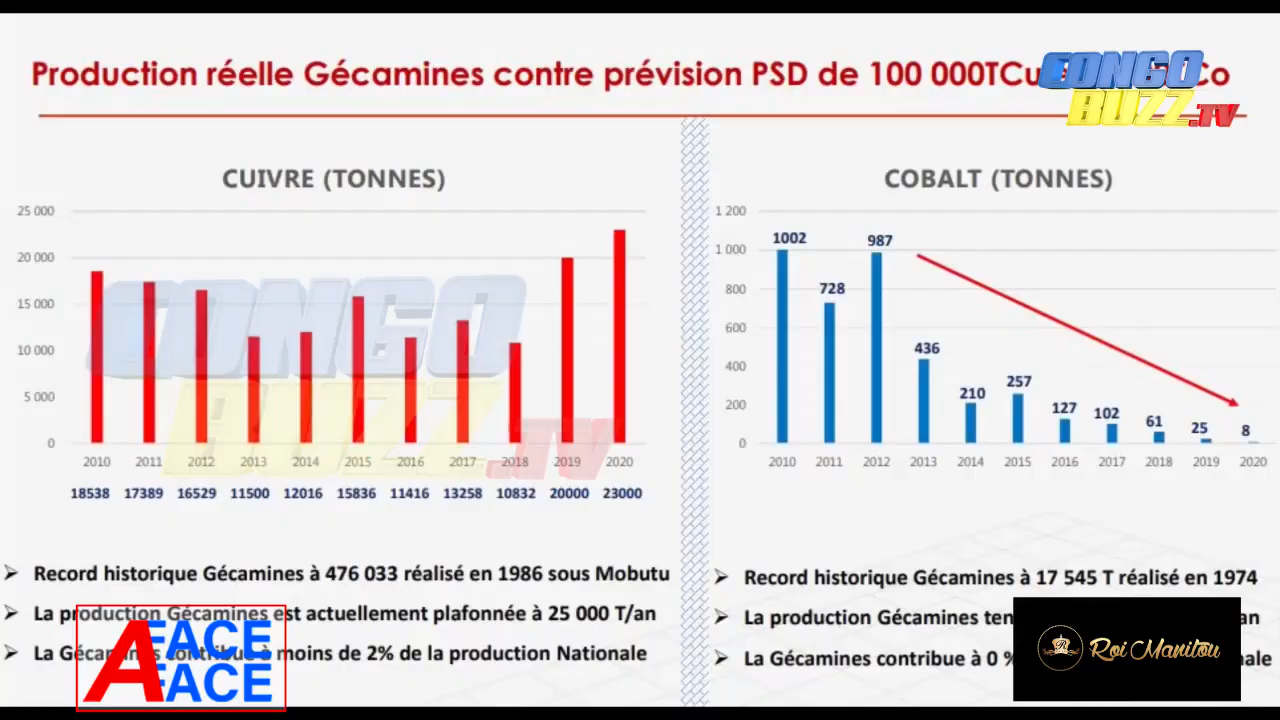 Production réelle Gécamines contre prévision PSD de 100 000TCu Co
CONGO
BUZZ.TV
CUIVRE (TONNES)
25 000
20 000
15 000
10 000
5 000
0
2010 2011 2012 2013 2014 2015 2016 2017 2018 2019 2020
18538 17389 16529 11500 12016 15836 11416 13258 10832 20000 23000
CONGO
BUZZ.TV
Record historique Gécamines à 476 033 réalisé en 1986 sous Mobutu
La production Gécamines est actuellement plafonnée à 25 000 T/an
La Gécamines contribue à moins de 2% de la production Nationale
A FACE
FACE
COBALT (TONNES)
1 200
1 000
800
600
400
200
0
1002 728 987 436 210 257 127 102 61 25 8
2010 2011 2012 2013 2014 2015 2016 2017 2018 2019 2020
Record historique Gécamines à 17 545 T réalisé en 1974
La production Gécamines an
La Gécamines contribue à 0 %
Roi Manitou